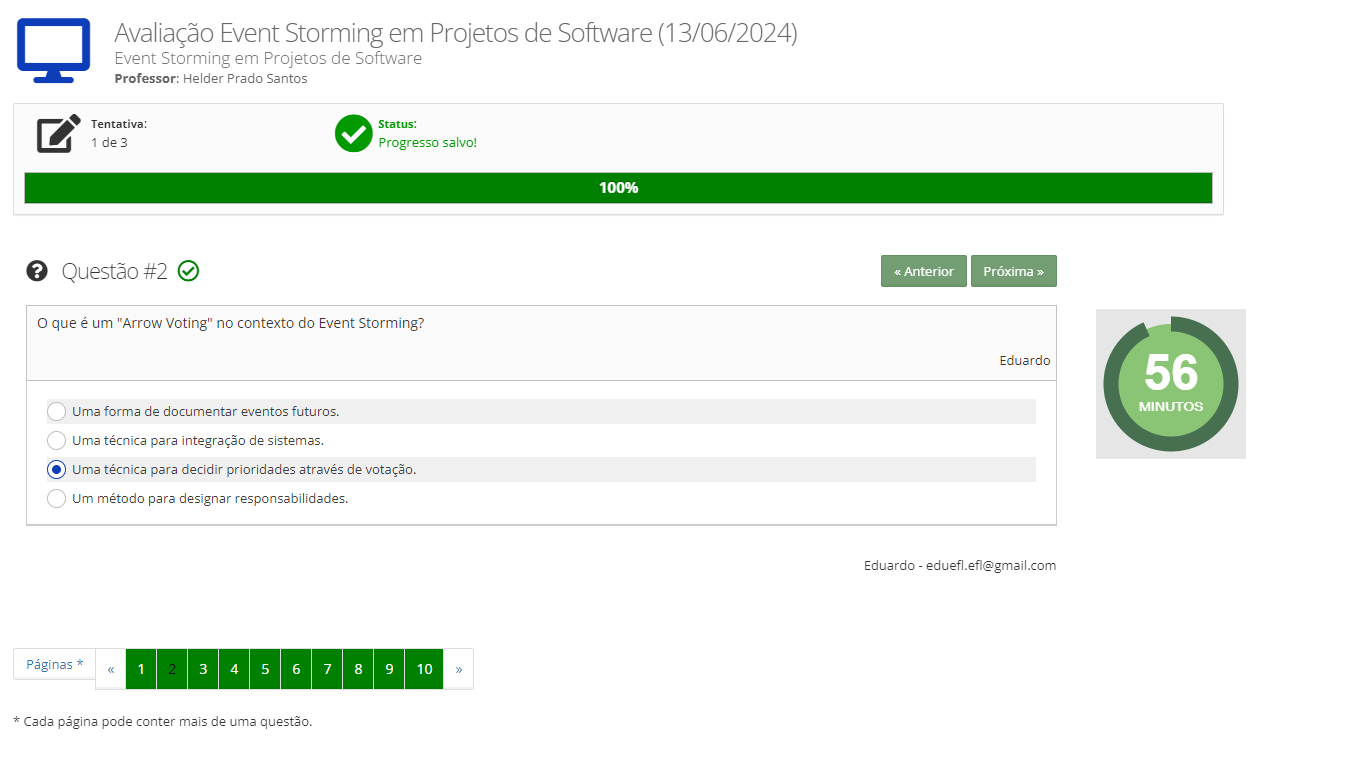 Avaliação Event Storming em Projetos de Software (13/06/2024)
Event Storming em Projetos de Software
Professor: Helder Prado Santos
Tentativa:
1 de 3
Status:
Progresso salvo!
100%
Questão #2
« Anterior
Próxima »
O que é um "Arrow Voting" no contexto do Event Storming?
Eduardo
Uma forma de documentar eventos futuros.
Uma técnica para integração de sistemas.
Uma técnica para decidir prioridades através de votação.
Um método para designar responsabilidades.
56
MINUTOS
Eduardo - eduefl.efl@gmail.com
Páginas * « 1 2 3 4 5 6 7 8 9 10 »
* Cada página pode conter mais de uma questão.